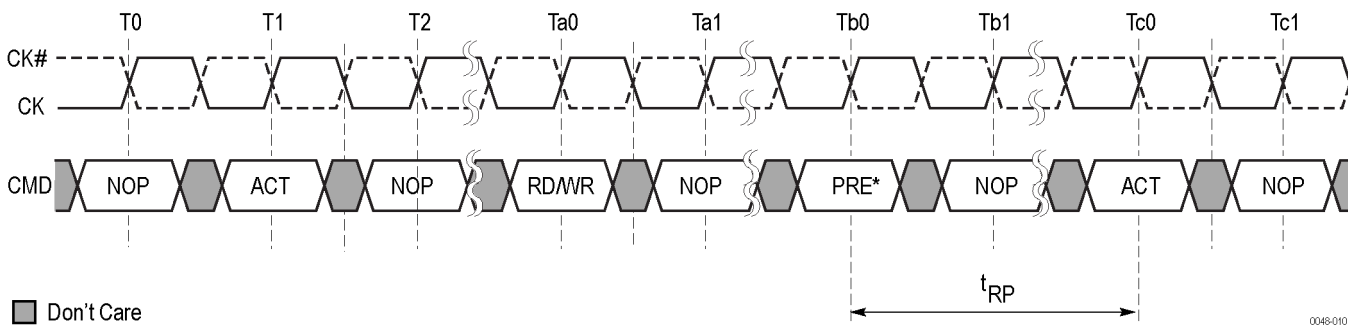 T0 T1 T2 Ta0 Ta1 Tb0 Tb1 Tc0 Tc1
CK#
CK
CMD NOP ACT NOP RD/WR NOP PRE* NOP ACT NOP
tRP
Don't Care
0048-010